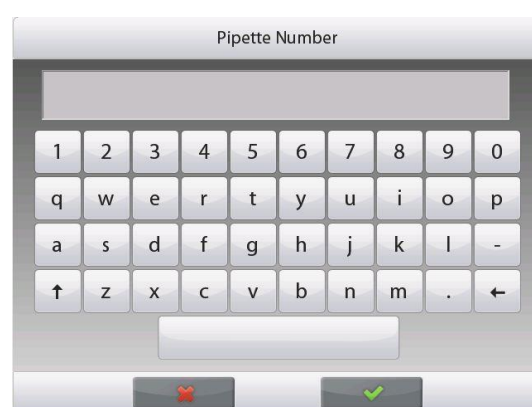 Pipette Number
1 2 3 4 5 6 7 8 9 0
q w e r t y u i o p
a s d f g h j k l -
↑ z x c v b n m . ←